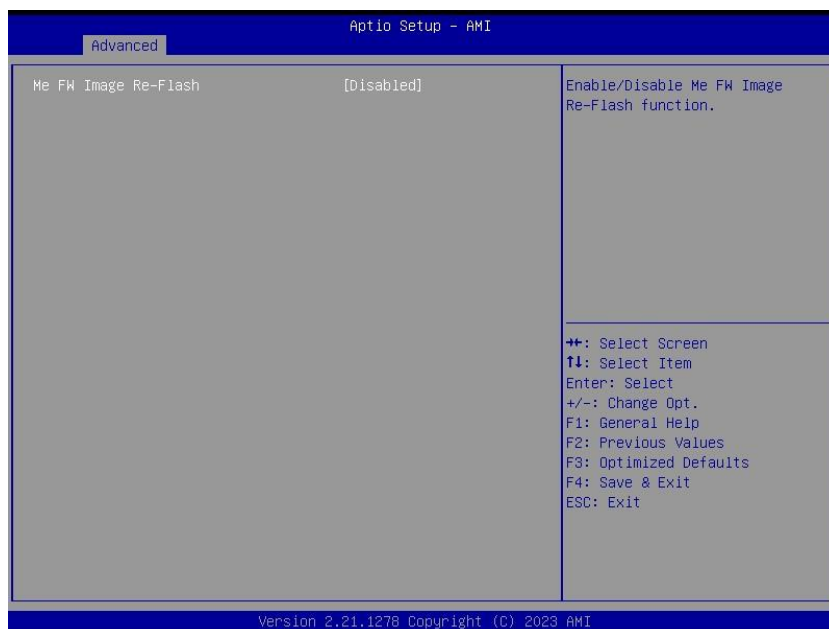 Aptio Setup – AMI
Advanced
Me FW Image Re-Flash [Disabled]
Enable/Disable Me FW Image
Re-Flash function.
→←: Select Screen
↑↓: Select Item
Enter: Select
+/-: Change Opt.
F1: General Help
F2: Previous Values
F3: Optimized Defaults
F4: Save & Exit
ESC: Exit
Version 2.21.1278 Copyright (C) 2023 AMI